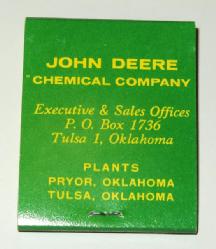 JOHN DEERE
CHEMICAL COMPANY
Executive & Sales Offices
P. O. Box 1736
Tulsa 1, Oklahoma
PLANTS
PRYOR, OKLAHOMA
TULSA, OKLAHOMA